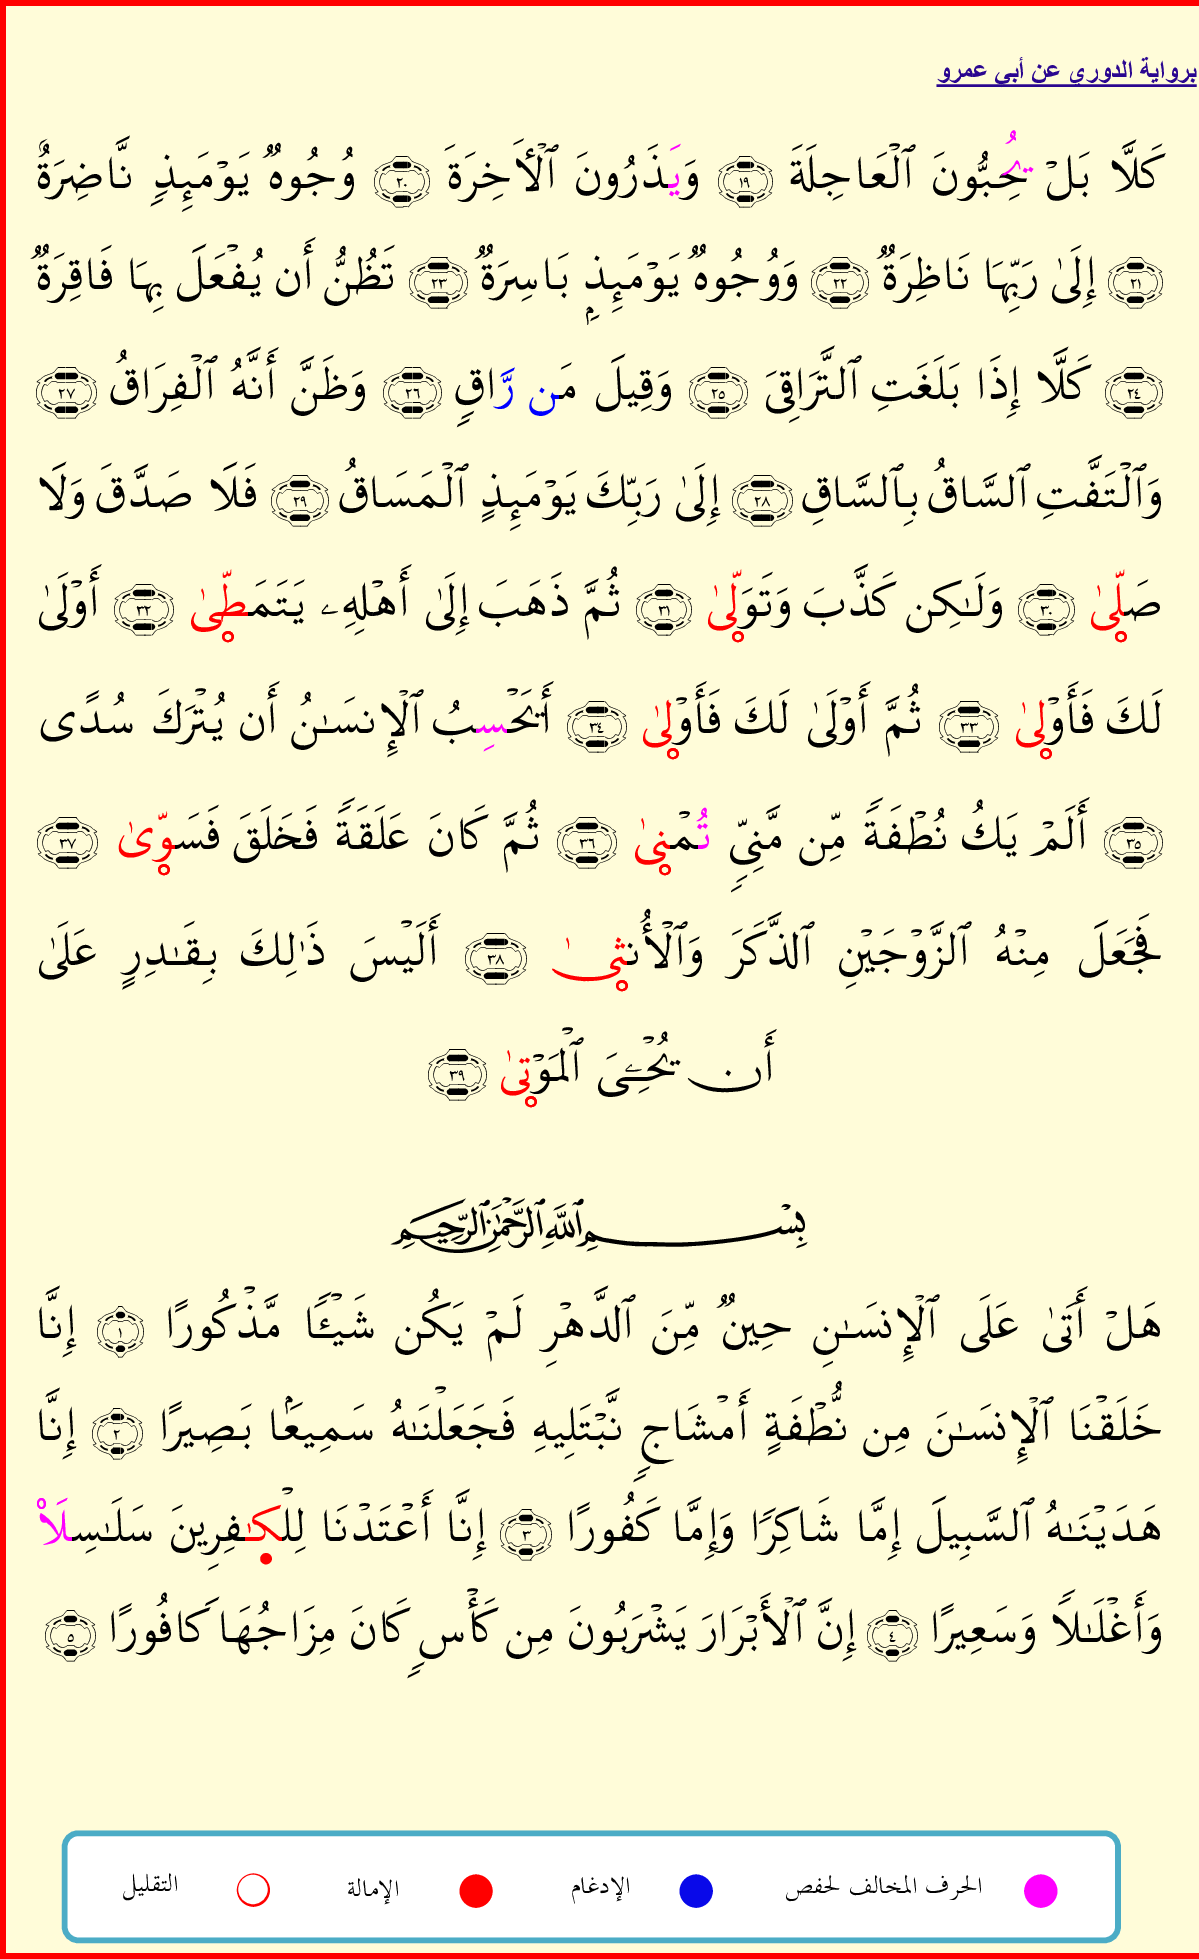 برواية الدوري عن أبي عمرو
كَلَّا بَلۡ يُحِبُّونَ ٱلۡعَاجِلَةَ ١٩ وَيَذَرُونَ ٱلۡأٓخِرَةَ ٢٠ وُجُوهٞ يَوۡمَئِذٖ نَّاضِرَةٌ
٢١ إِلَىٰ رَبِّهَا نَاظِرَةٞ ٢٢ وَوُجُوهٞ يَوۡمَئِذِۭ بَاسِرَةٞ ٢٣ تَظُنُّ أَن يُفۡعَلَ بِهَا فَاقِرَةٞ
٢٤ كَلَّا إِذَا بَلَغَتِ ٱلتَّرَاقِيَ ٢٥ وَقِيلَ مَن رَّاقٖ ٢٦ وَظَنَّ أَنَّهُ ٱلۡفِرَاقُ ٢٧
وَٱلۡتَفَّتِ ٱلسَّاقُ بِٱلسَّاقِ ٢٨ إِلَىٰ رَبِّكَ يَوۡمَئِذٍ ٱلۡمَسَاقُ ٢٩ فَلَا صَدَّقَ وَلَا
صَلّٜىٰ ٣٠ وَلَٰكِن كَذَّبَ وَتَوَلّٜىٰ ٣١ ثُمَّ ذَهَبَ إِلَىٰ أَهۡلِهِۦ يَتَمَطّٜىٰ ٣٢ أَوۡلَىٰ
لَكَ فَأَوۡلٜىٰ ٣٣ ثُمَّ أَوۡلَىٰ لَكَ فَأَوۡلٜىٰ ٣٤ أَيَحۡسِبُ ٱلۡإِنسَٰنُ أَن يُتۡرَكَ سُدًى
٣٥ أَلَمۡ يَكُ نُطۡفَةٗ مِّن مَّنِيّٖ تُمۡنٜىٰ ٣٦ ثُمَّ كَانَ عَلَقَةٗ فَخَلَقَ فَسَوّٜىٰ ٣٧
فَجَعَلَ مِنۡهُ ٱلزَّوۡجَيۡنِ ٱلذَّكَرَ وَٱلۡأُنثٜىٰ ٣٨ أَلَيۡسَ ذَٰلِكَ بِقَٰدِرٍ عَلَىٰ
أَن يُحۡـِۧيَ ٱلۡمَوۡتٜىٰ ٣٩
بِسۡمِ ٱللَّهِ ٱلرَّحۡمَٰنِ ٱلرَّحِيمِ
هَلۡ أَتَىٰ عَلَى ٱلۡإِنسَٰنِ حِينٞ مِّنَ ٱلدَّهۡرِ لَمۡ يَكُن شَيۡـٔٗا مَّذۡكُورًا ١ إِنَّا
خَلَقۡنَا ٱلۡإِنسَٰنَ مِن نُّطۡفَةٍ أَمۡشَاجٖ نَّبۡتَلِيهِ فَجَعَلۡنَٰهُ سَمِيعَۢا بَصِيرًا ٢ إِنَّا
هَدَيۡنَٰهُ ٱلسَّبِيلَ إِمَّا شَاكِرٗا وَإِمَّا كَفُورًا ٣ إِنَّا أَعۡتَدۡنَا لِلۡكَٰفِرِينَ سَلَٰسِلَاْ
وَأَغۡلَٰلٗا وَسَعِيرًا ٤ إِنَّ ٱلۡأَبۡرَارَ يَشۡرَبُونَ مِن كَأۡسٖ كَانَ مِزَاجُهَا كَافُورًا ٥
الحرف المخالف لحفص الإدغام الإمالة التقليل